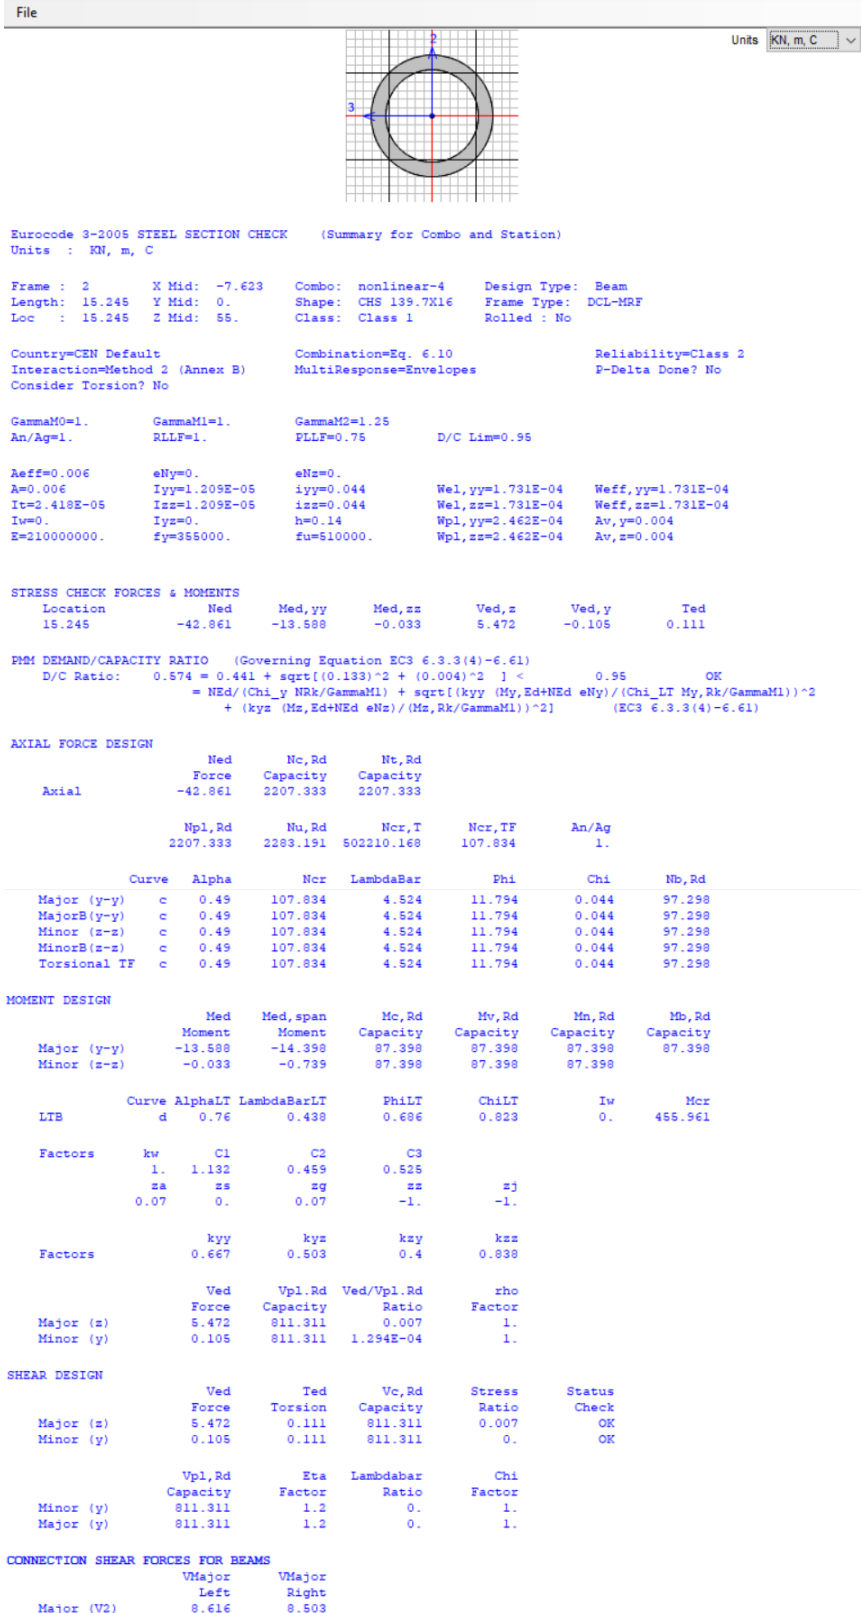 File
Units KN, m, C
2
3
Eurocode 3-2005 STEEL SECTION CHECK (Summary for Combo and Station)
Units : KN, m, C
Frame : 2 X Mid: -7.623 Combo: nonlinear-4 Design Type: Beam
Length: 15.245 Y Mid: 0. Shape: CHS 139.7X16 Frame Type: DCL-MRF
Loc : 15.245 Z Mid: 55. Class: Class 1 Rolled : No
Country=CEN Default Combination=Eq. 6.10 Reliability=Class 2
Interaction=Method 2 (Annex B) MultiResponse=Envelopes P-Delta Done? No
Consider Torsion? No
GammaM0=1. GammaM1=1. GammaM2=1.25
An/Ag=1. RLLF=1. PLLF=0.75 D/C Lim=0.95
Aeff=0.006 eNy=0. eNz=0.
A=0.006 Iyy=1.209E-05 iyy=0.044 Wel,yy=1.731E-04 Weff,yy=1.731E-04
It=2.418E-05 Izz=1.209E-05 izz=0.044 Wel,zz=1.731E-04 Weff,zz=1.731E-04
Iw=0. Iyz=0. h=0.14 Wpl,yy=2.462E-04 Av,y=0.004
E=210000000. fy=355000. fu=510000. Wpl,zz=2.462E-04 Av,z=0.004
STRESS CHECK FORCES & MOMENTS
Location Ned Med,yy Med,zz Ved,z Ved,y Ted
15.245 -42.861 -13.588 -0.033 5.472 -0.105 0.111
PMM DEMAND/CAPACITY RATIO (Governing Equation EC3 6.3.3(4)-6.61)
D/C Ratio: 0.574 = 0.441 + sqrt[(0.133)^2 + (0.004)^2 ] < 0.95 OK
= NEd/(Chi_y NRk/GammaM1) + sqrt[(kyy (My,Ed+NEd eNy)/(Chi_LT My,Rk/GammaM1))^2
+ (kyz (Mz,Ed+NEd eNz)/(Mz,Rk/GammaM1))^2] (EC3 6.3.3(4)-6.61)
AXIAL FORCE DESIGN
Ned Nc,Rd Nt,Rd
Force Capacity Capacity
Axial -42.861 2207.333 2207.333
Npl,Rd Nu,Rd Ncr,T Ncr,TF An/Ag
2207.333 2283.191 502210.168 107.834 1.
Curve Alpha Ncr LambdaBar Phi Chi Nb,Rd
Major (y-y) c 0.49 107.834 4.524 11.794 0.044 97.298
MajorB(y-y) c 0.49 107.834 4.524 11.794 0.044 97.298
Minor (z-z) c 0.49 107.834 4.524 11.794 0.044 97.298
MinorB(z-z) c 0.49 107.834 4.524 11.794 0.044 97.298
Torsional TF c 0.49 107.834 4.524 11.794 0.044 97.298
MOMENT DESIGN
Med Med,span Mc,Rd Mv,Rd Mn,Rd Mb,Rd
Moment Moment Capacity Capacity Capacity Capacity
Major (y-y) -13.588 -14.398 87.398 87.398 87.398 87.398
Minor (z-z) -0.033 -0.739 87.398 87.398 87.398
Curve AlphaLT LambdaBarLT PhiLT ChiLT Iw Mcr
LTB d 0.76 0.438 0.686 0.823 0. 455.961
Factors kw C1 C2 C3
1. 1.132 0.459 0.525
za zs zg zz zj
0.07 0. 0.07 -1. -1.
kyy kyz kzy kzz
Factors 0.667 0.503 0.4 0.838
Ved Vpl.Rd Ved/Vpl.Rd rho
Force Capacity Ratio Factor
Major (z) 5.472 811.311 0.007 1.
Minor (y) 0.105 811.311 1.294E-04 1.
SHEAR DESIGN
Ved Ted Vc,Rd Stress Status
Force Torsion Capacity Ratio Check
Major (z) 5.472 0.111 811.311 0.007 OK
Minor (y) 0.105 0.111 811.311 0. OK
Vpl,Rd Eta Lambdabar Chi
Capacity Factor Ratio Factor
Minor (y) 811.311 1.2 0. 1.
Major (y) 811.311 1.2 0. 1.
CONNECTION SHEAR FORCES FOR BEAMS
VMajor VMajor
Left Right
Major (V2) 8.616 8.503